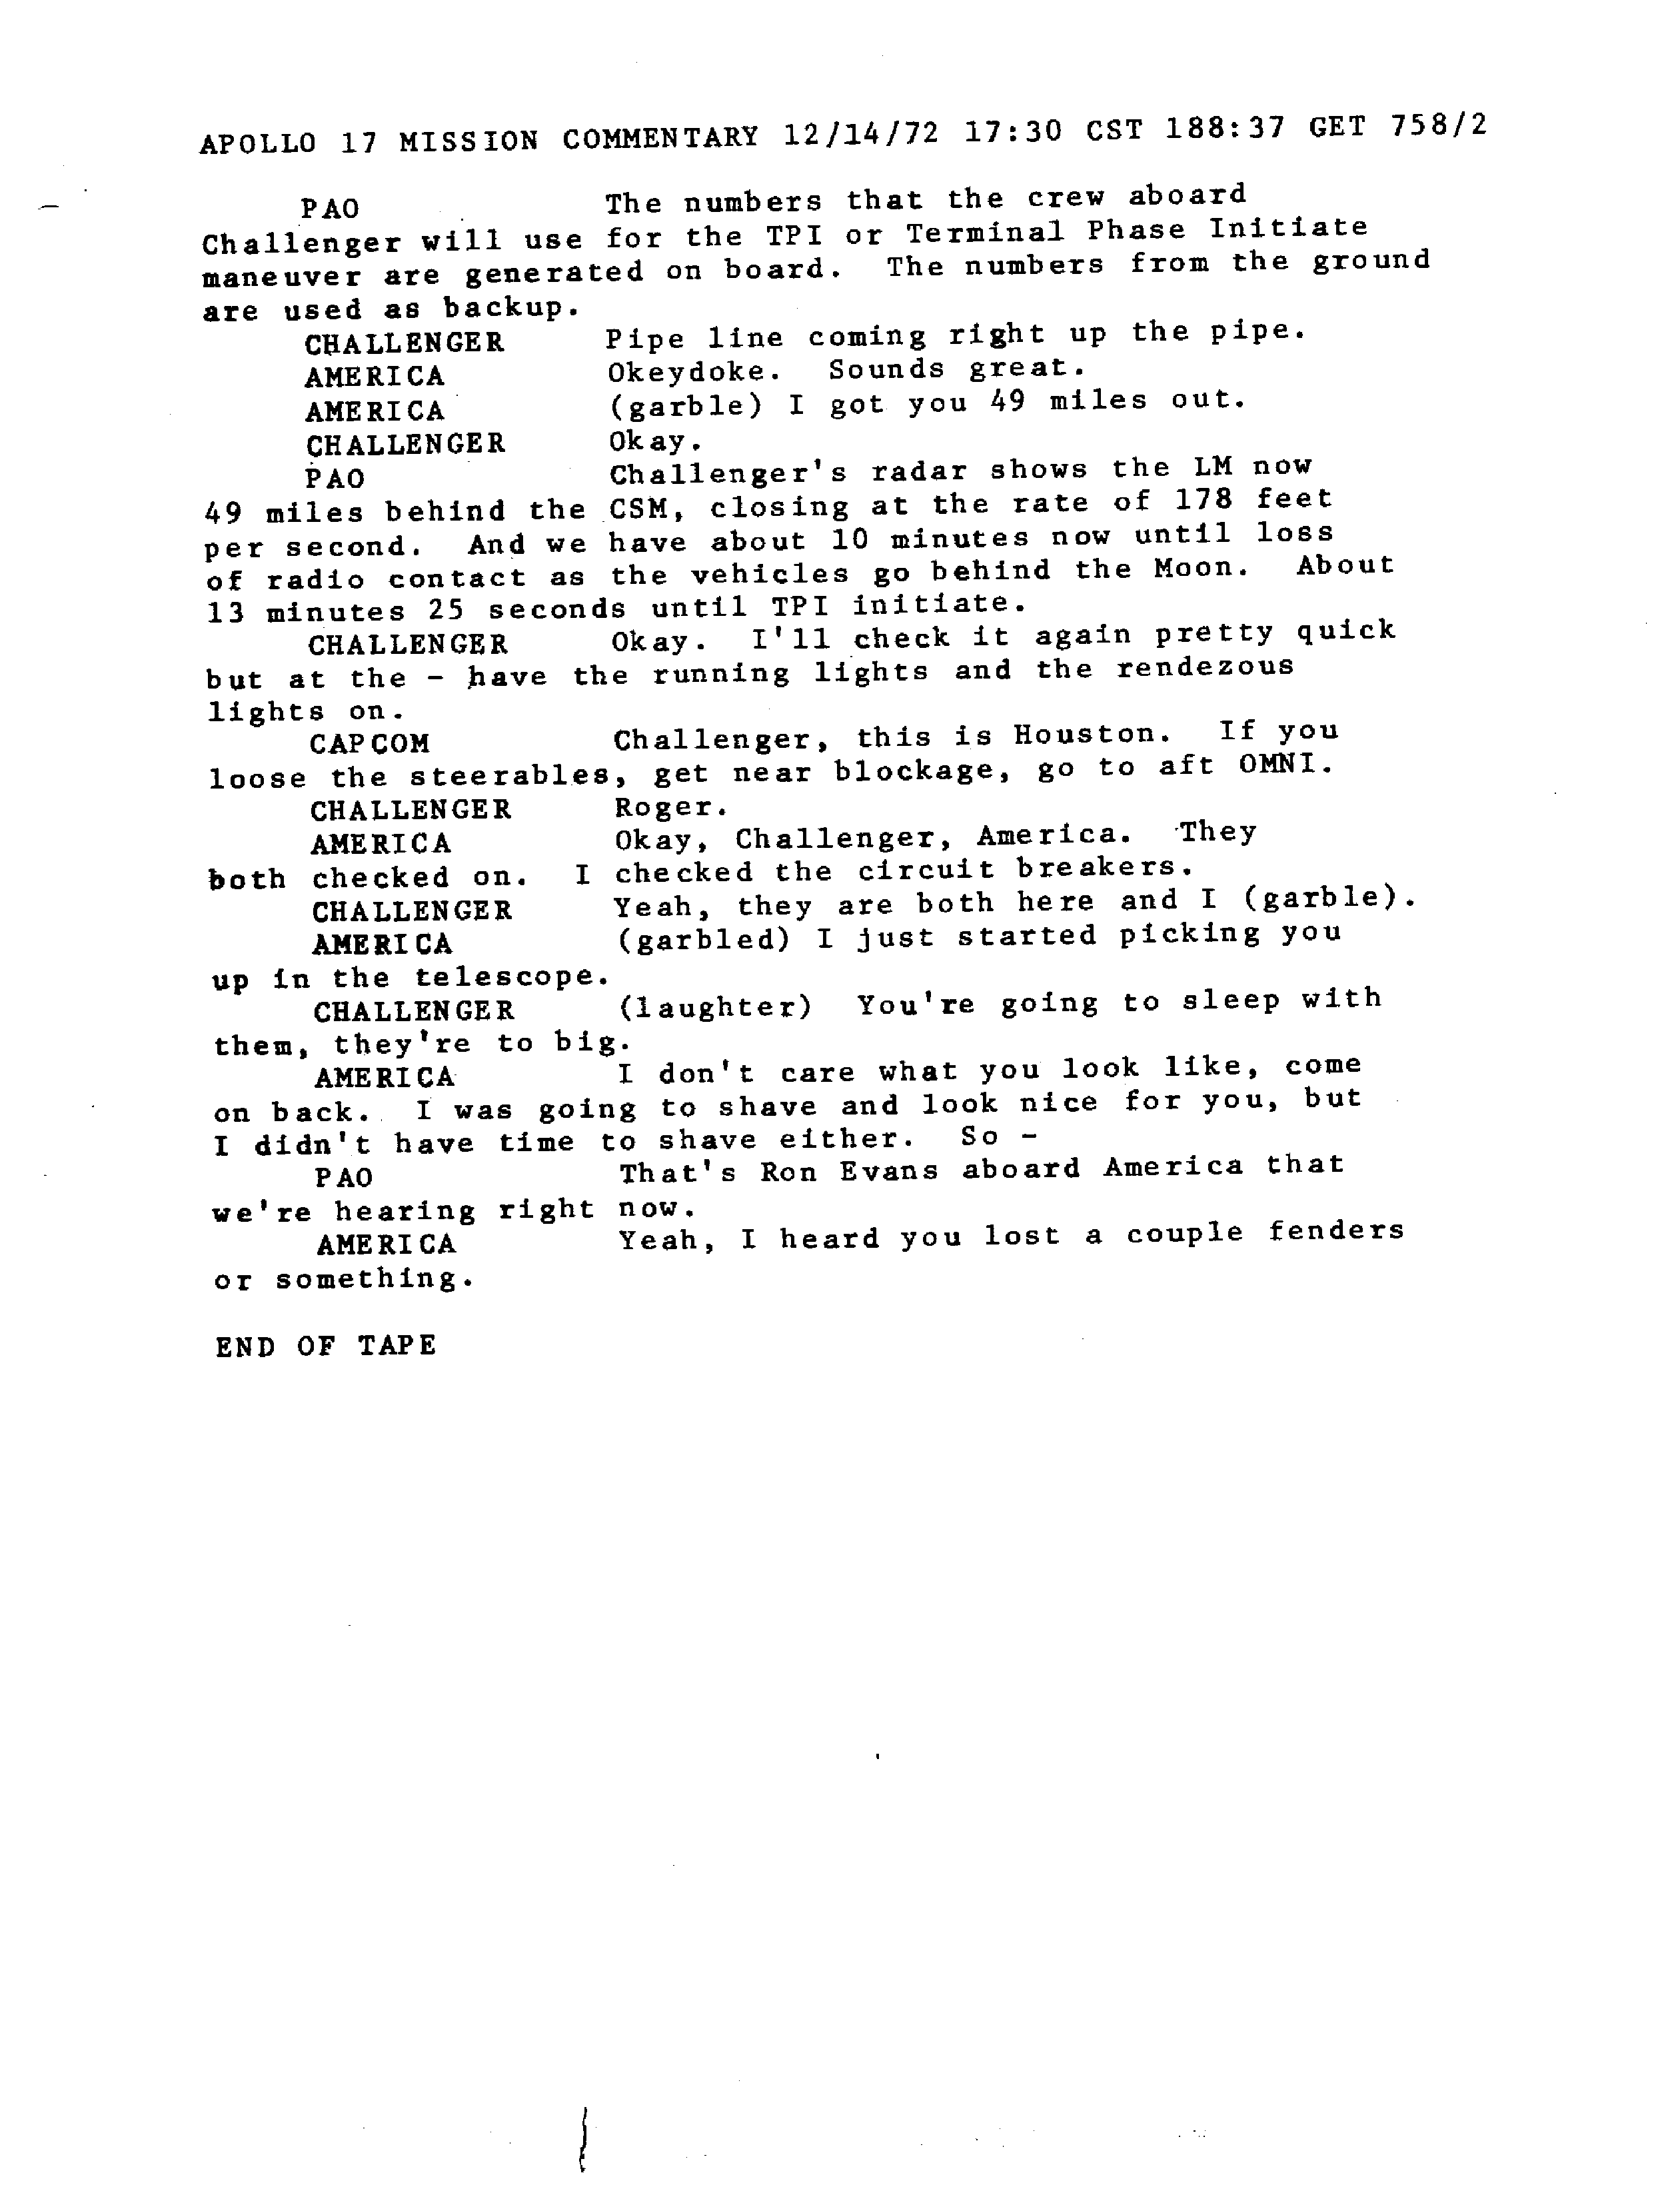 APOLLO 17 MISSION COMMENTARY 12/14/72 17:30 CST 188:37 GET 758/2
PAO The numbers that the crew aboard
Challenger will use for the TPI or Terminal Phase Initiate
maneuver are generated on board. The numbers from the ground
are used as backup.
CHALLENGER Pipe line coming right up the pipe.
AMERICA Okeydoke. Sounds great.
AMERICA (garble) I got you 49 miles out.
CHALLENGER Okay.
PAO Challenger's radar shows the LM now
49 miles behind the CSM, closing at the rate of 178 feet
per second. And we have about 10 minutes now until loss
of radio contact as the vehicles go behind the Moon. About
13 minutes 25 seconds until TPI initiate.
CHALLENGER Okay. I'll check it again pretty quick
but at the - have the running lights and the rendezous
lights on.
CAPCOM Challenger, this is Houston. If you
loose the steerables, get near blockage, go to aft OMNI.
CHALLENGER Roger.
AMERICA Okay, Challenger, America. They
both checked on. I checked the circuit breakers.
CHALLENGER Yeah, they are both here and I (garble).
AMERICA (garbled) I just started picking you
up in the telescope.
CHALLENGER (laughter) You're going to sleep with
them, they're to big.
AMERICA I don't care what you look like, come
on back. I was going to shave and look nice for you, but
I didn't have time to shave either. So -
PAO That's Ron Evans aboard America that
we're hearing right now.
AMERICA Yeah, I heard you lost a couple fenders
or something.
END OF TAPE